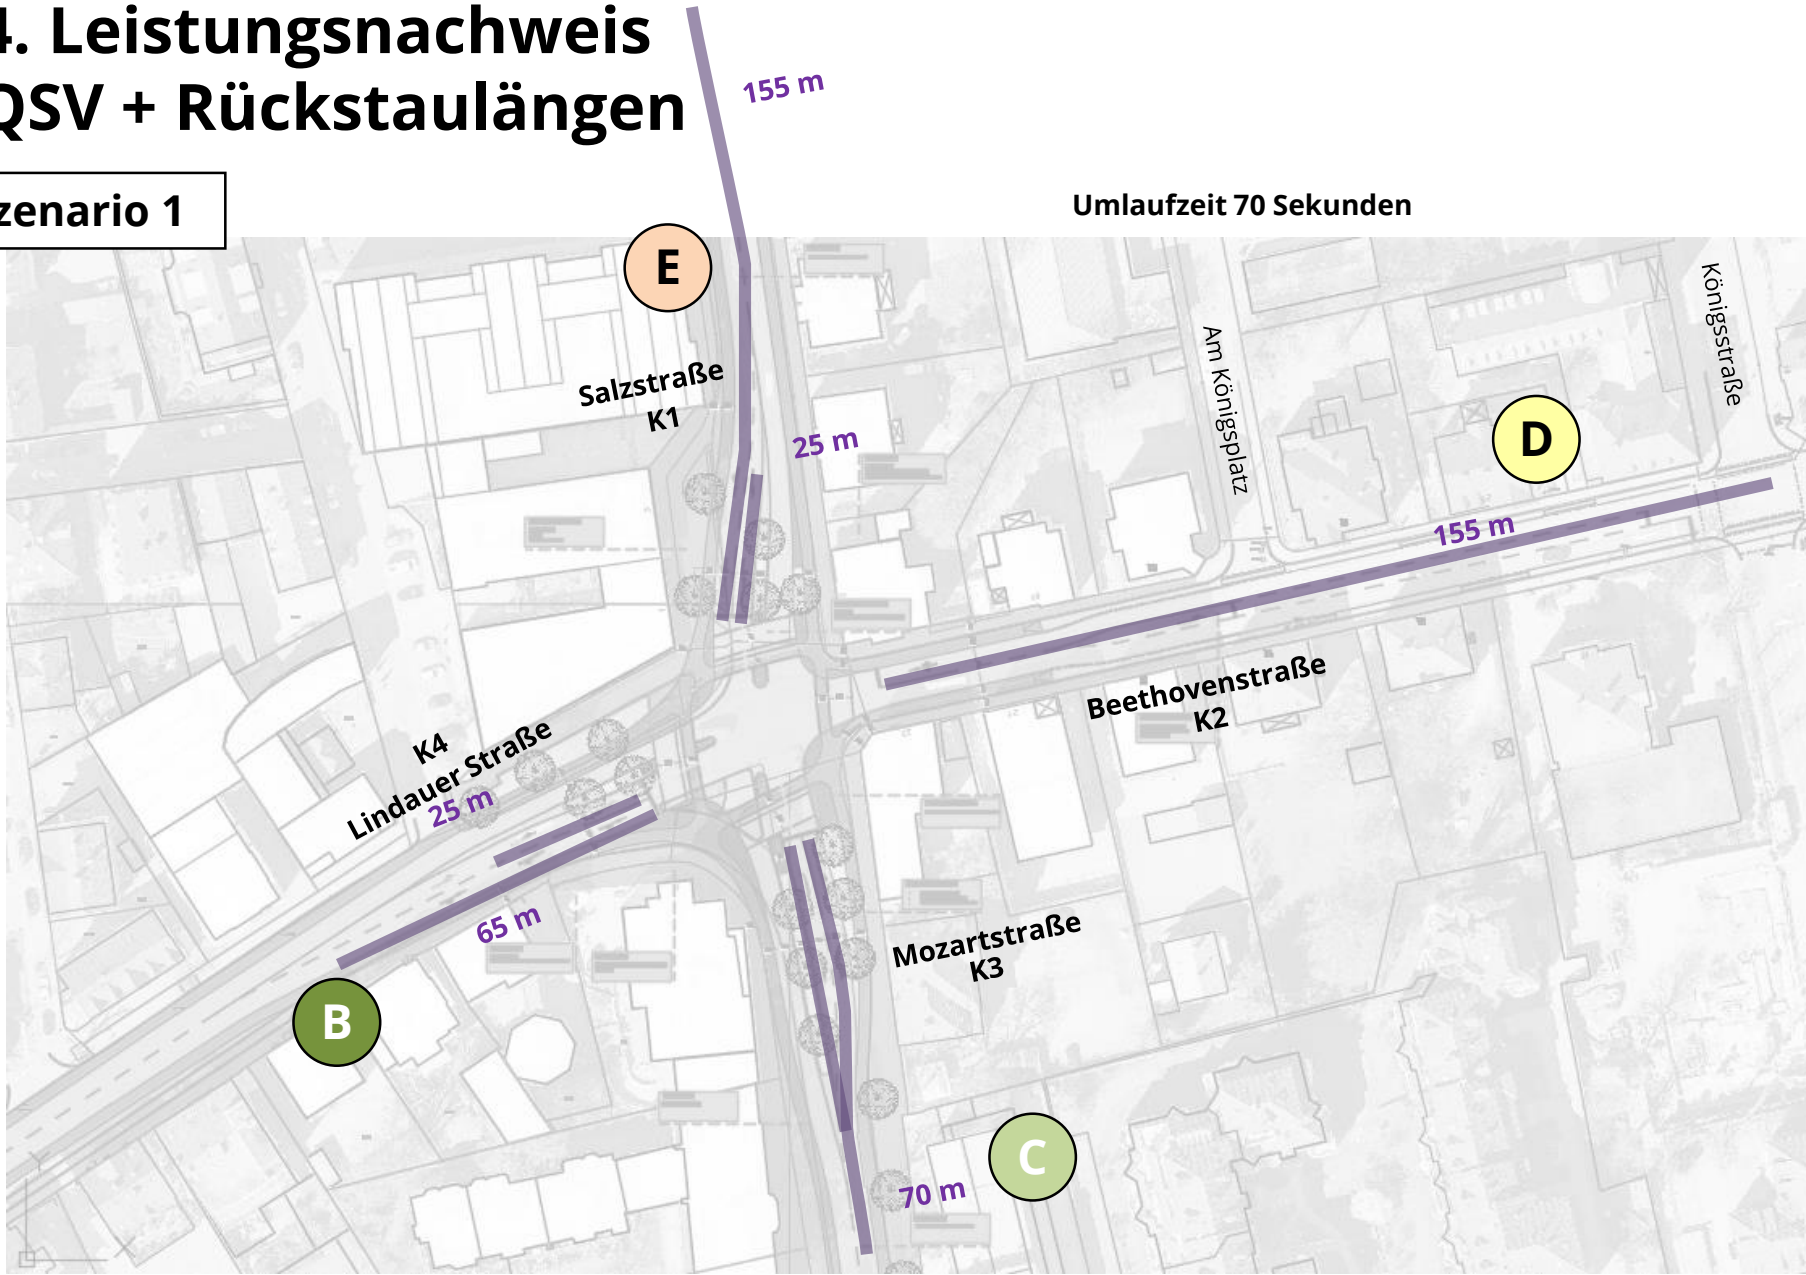 4. Leistungsnachweis
QSV + Rückstaulängen
155 m
zenario 1
Umlaufzeit 70 Sekunden
E
Königsstraße
Am Königsplatz
Salzstraße
K1
25 m
D
155 m
Beethovenstraße
K2
K4
Lindauer Straße
25 m
65 m
Mozartstraße
K3
B
C
70 m